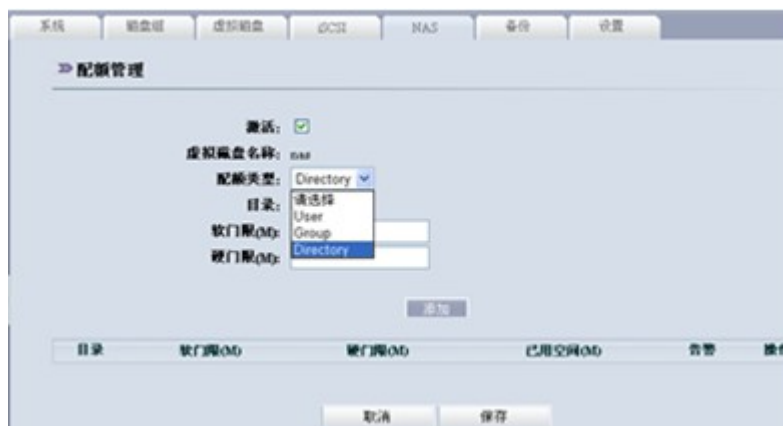 系统 磁盘组 虚拟磁盘 iSCSI NAS 备份 设置
配额管理
激活:
虚拟磁盘名称: nas
配额类型: Directory
目录: 请选择
User
软门限(M): Group
Directory
硬门限(M):
添加
目录 软门限(M) 硬门限(M) 已用空间(M) 告警
取消 保存